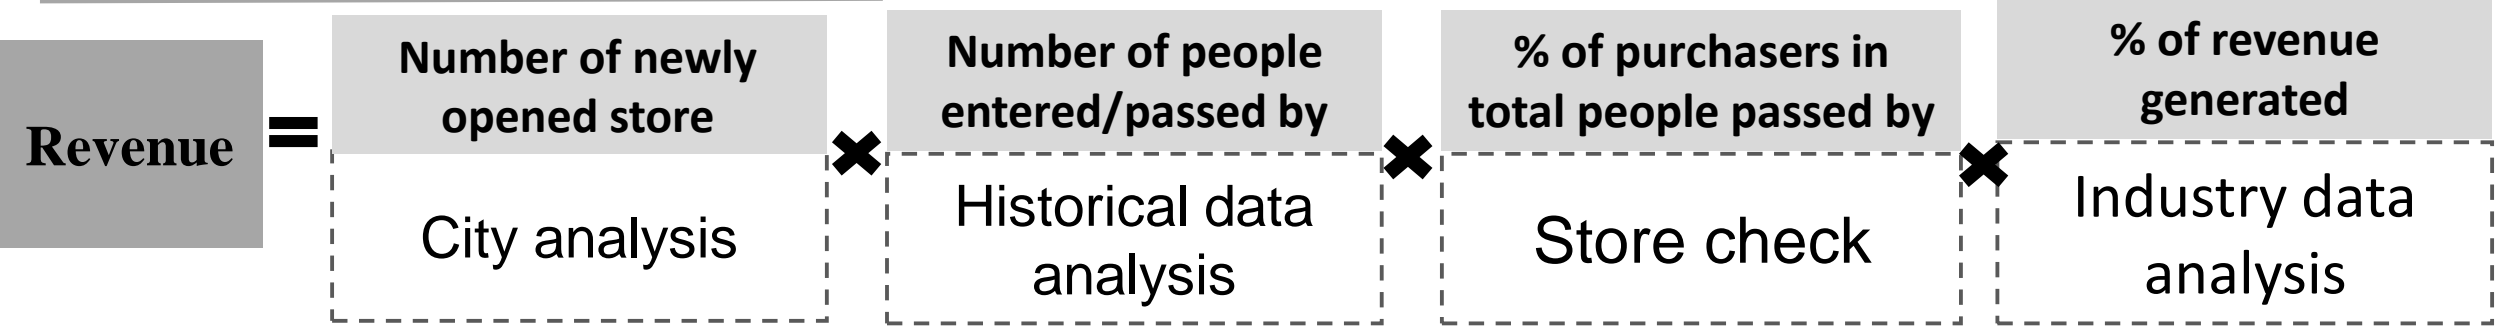 Revenue
=
Number of newly
opened store
City analysis
×
Number of people
entered/passed by
Historical data
analysis
×
% of purchasers in
total people passed by
Store check
×
% of revenue
generated
Industry data
analysis